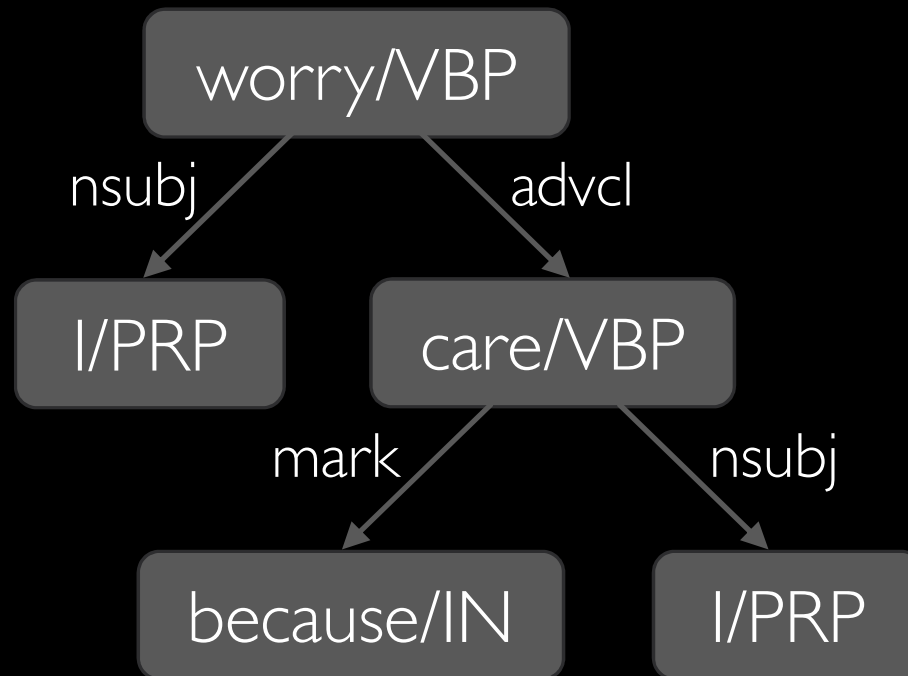 worry/VBP
nsubj advcl
I/PRP care/VBP
mark nsubj
because/IN I/PRP